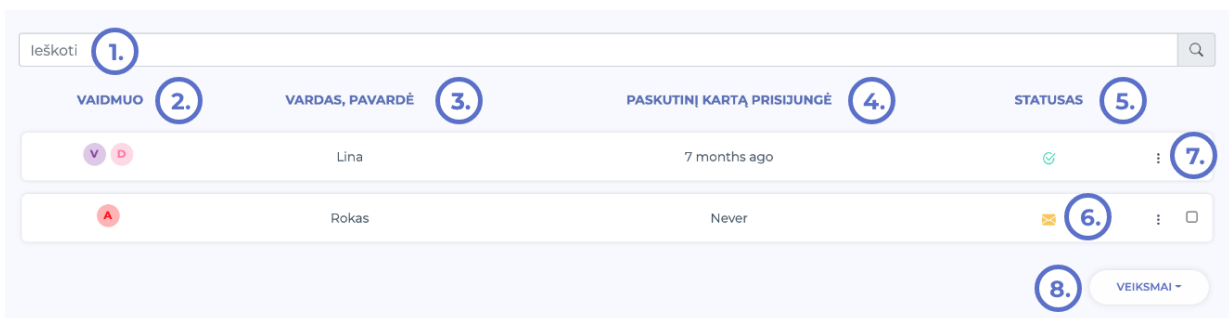 Ieškoti 1.
VAIDMUO 2. VARDAS, PAVARDĖ 3. PASKUTINĮ KARTĄ PRISIJUNGĖ 4. STATUSAS 5.
V D Lina 7 months ago 7.
A Rokas Never 6.
8. VEIKSMAI